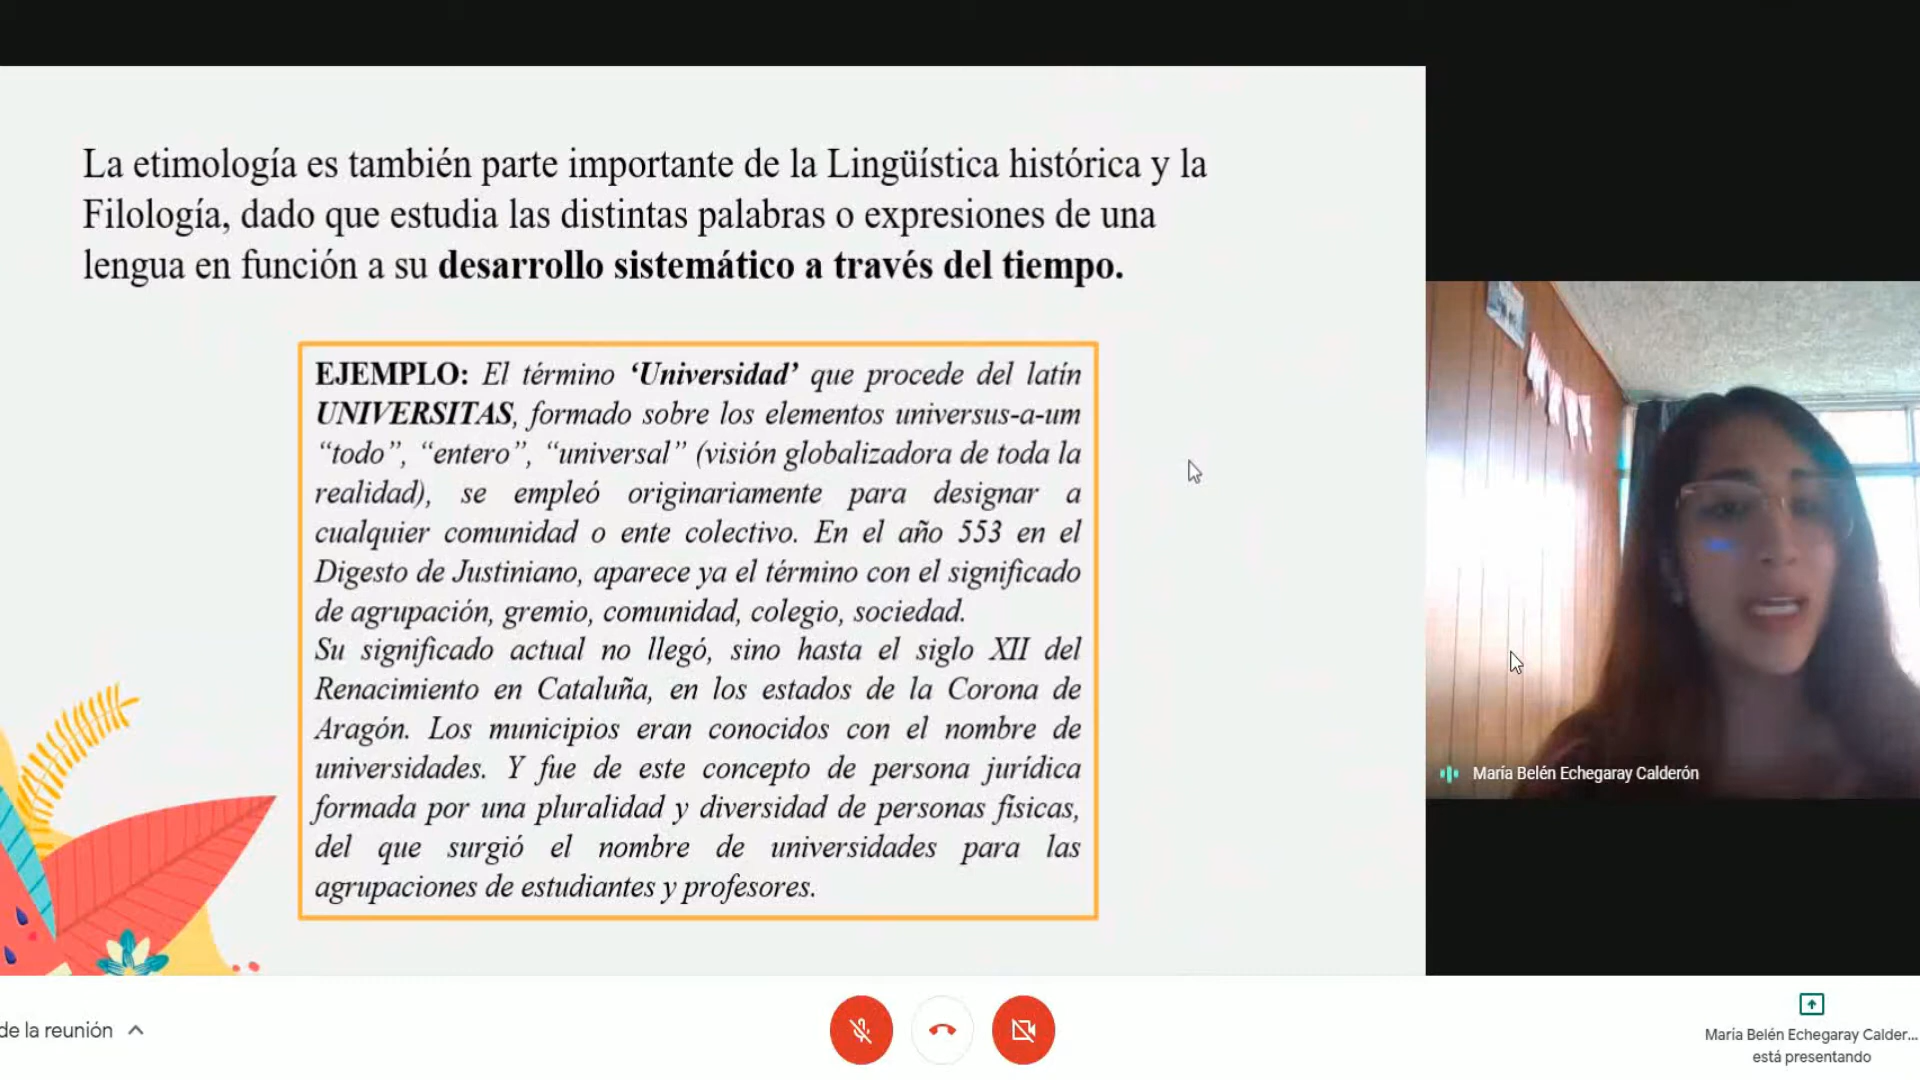 La etimología es también parte importante de la Lingüística histórica y la
Filología, dado que estudia las distintas palabras o expresiones de una
lengua en función a su desarrollo sistemático a través del tiempo.
EJEMPLO: El término ‘Universidad’ que procede del latín
UNIVERSITAS, formado sobre los elementos universus-a-um
“todo”, “entero”, “universal” (visión globalizadora de toda la
realidad), se empleó originariamente para designar a
cualquier comunidad o ente colectivo. En el año 553 en el
Digesto de Justiniano, aparece ya el término con el significado
de agrupación, gremio, comunidad, colegio, sociedad.
Su significado actual no llegó, sino hasta el siglo XII del
Renacimiento en Cataluña, en los estados de la Corona de
Aragón. Los municipios eran conocidos con el nombre de
universidades. Y fue de este concepto de persona jurídica
formada por una pluralidad y diversidad de personas físicas,
del que surgió el nombre de universidades para las
agrupaciones de estudiantes y profesores.
María Belén Echegaray Calderón
de la reunión
María Belén Echegaray Calder...
está presentando